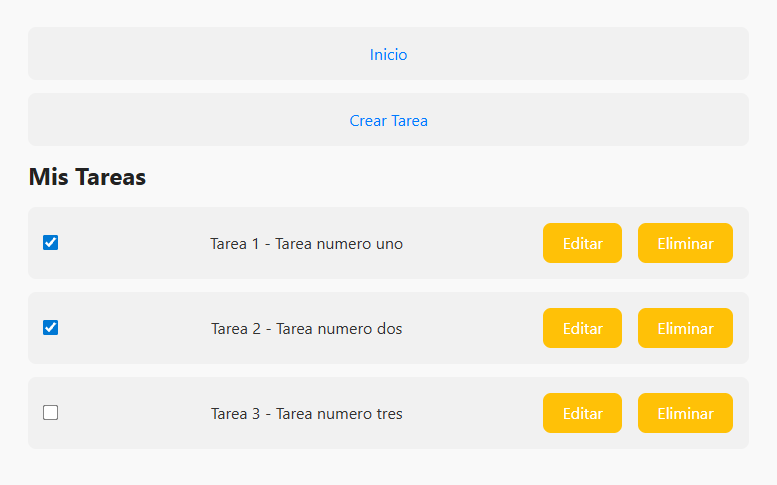 Inicio
Crear Tarea
Mis Tareas
Tarea 1 - Tarea numero uno Editar Eliminar
Tarea 2 - Tarea numero dos Editar Eliminar
Tarea 3 - Tarea numero tres Editar Eliminar